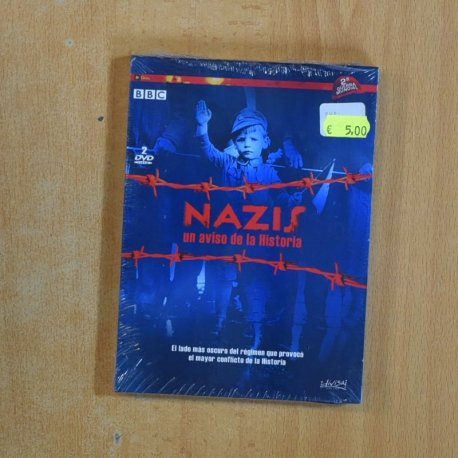 BBC
€ 5,00
2
DVD
NAZIS
un aviso de la Historia
El lado más oscuro del régimen que provocó
el mayor conflicto de la Historia
divisa